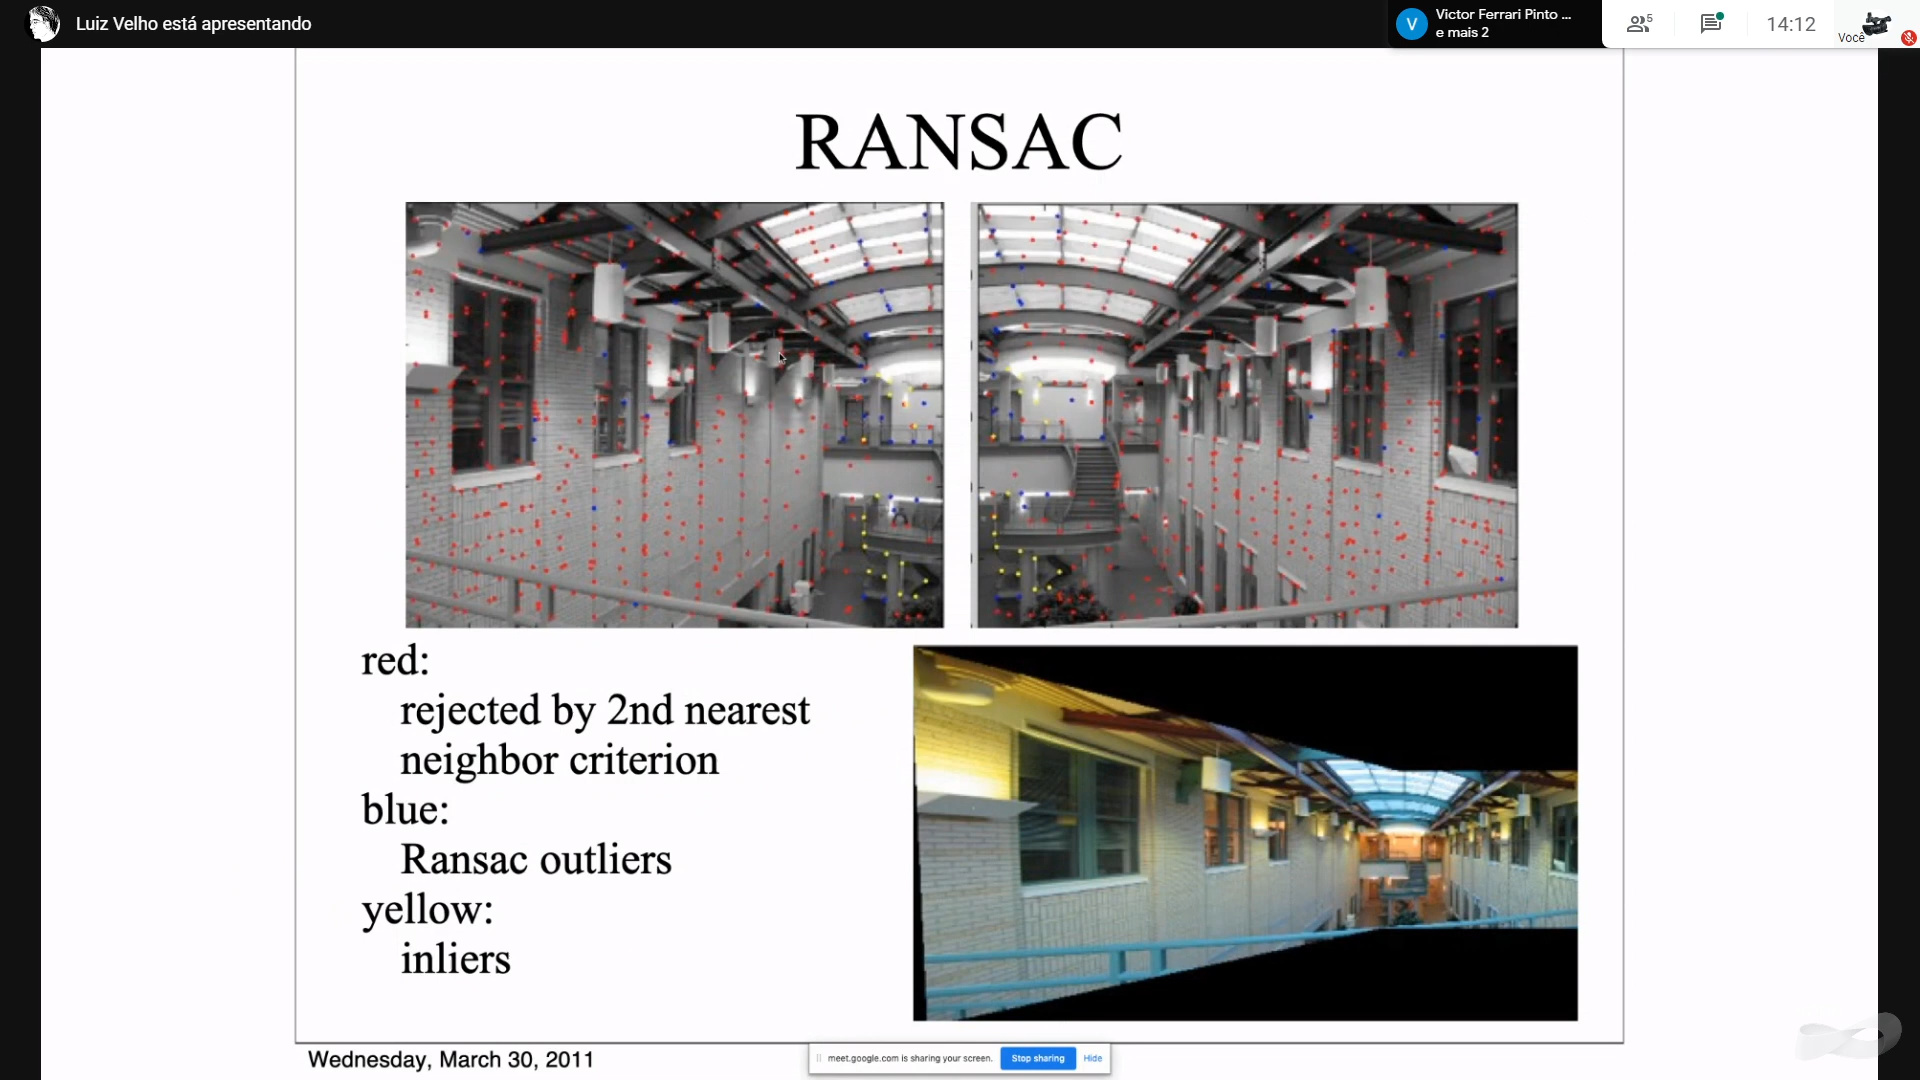 Luiz Velho está apresentando
V
Victor Ferrari Pinto ...
e mais 2
5
14:12
Você
RANSAC
red:
rejected by 2nd nearest
neighbor criterion
blue:
Ransac outliers
yellow:
inliers
Wednesday, March 30, 2011
meet.google.com is sharing your screen.
Stop sharing
Hide